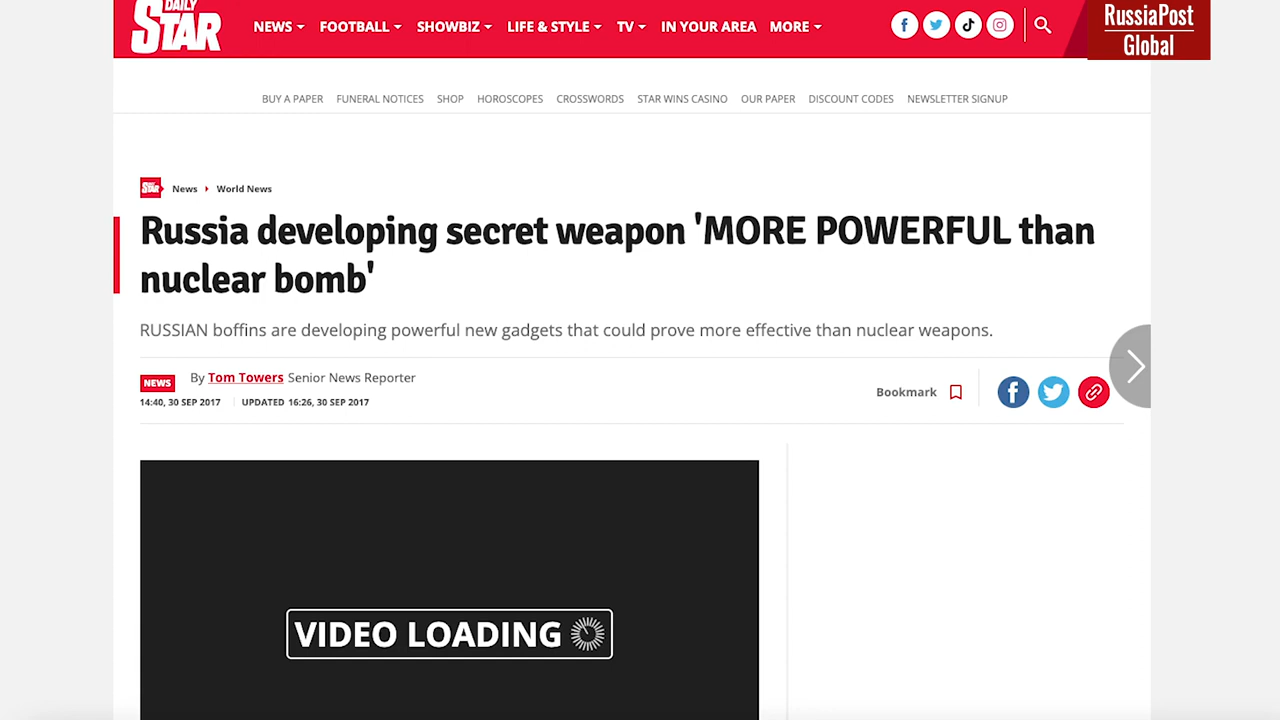 DAILY
STAR
NEWS FOOTBALL SHOWBIZ LIFE & STYLE TV IN YOUR AREA MORE
RussiaPost
Global
BUY A PAPER FUNERAL NOTICES SHOP HOROSCOPES CROSSWORDS STAR WINS CASINO OUR PAPER DISCOUNT CODES NEWSLETTER SIGNUP
DAILY STAR News World News
Russia developing secret weapon 'MORE POWERFUL than
nuclear bomb'
RUSSIAN boffins are developing powerful new gadgets that could prove more effective than nuclear weapons.
NEWS By Tom Towers Senior News Reporter
14:40, 30 SEP 2017 UPDATED 16:26, 30 SEP 2017
Bookmark
VIDEO LOADING